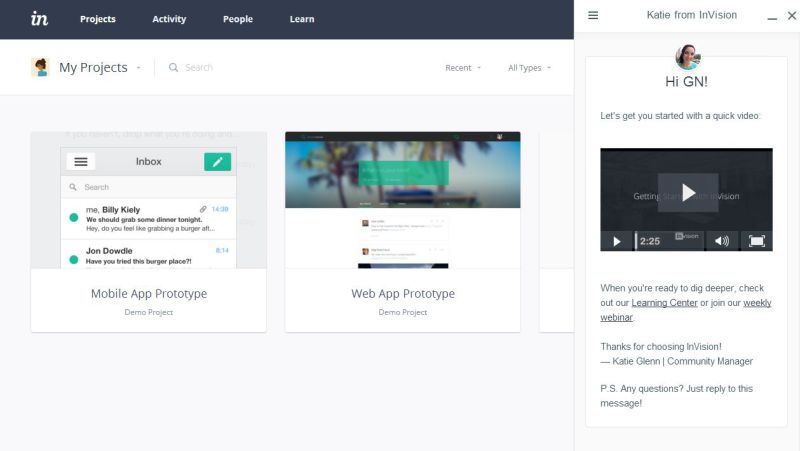 in
Projects
Activity
People
Learn
My Projects
Search
Recent
All Types
Inbox
Search
me, Billy Kiely
14:39
We should grab some dinner tonight.
Hey, do you feel like grabbing a burger aft...
Jon Dowdle
8:14
Have you tried this burger place?!
Mobile App Prototype
Demo Project
Web App Prototype
Demo Project
Katie from InVision
Hi GN!
Let's get you started with a quick video:
Getting Started with InVision
2:25
invision
When you're ready to dig deeper, check
out our Learning Center or join our weekly
webinar.
Thanks for choosing InVision!
— Katie Glenn | Community Manager
P.S. Any questions? Just reply to this
message!